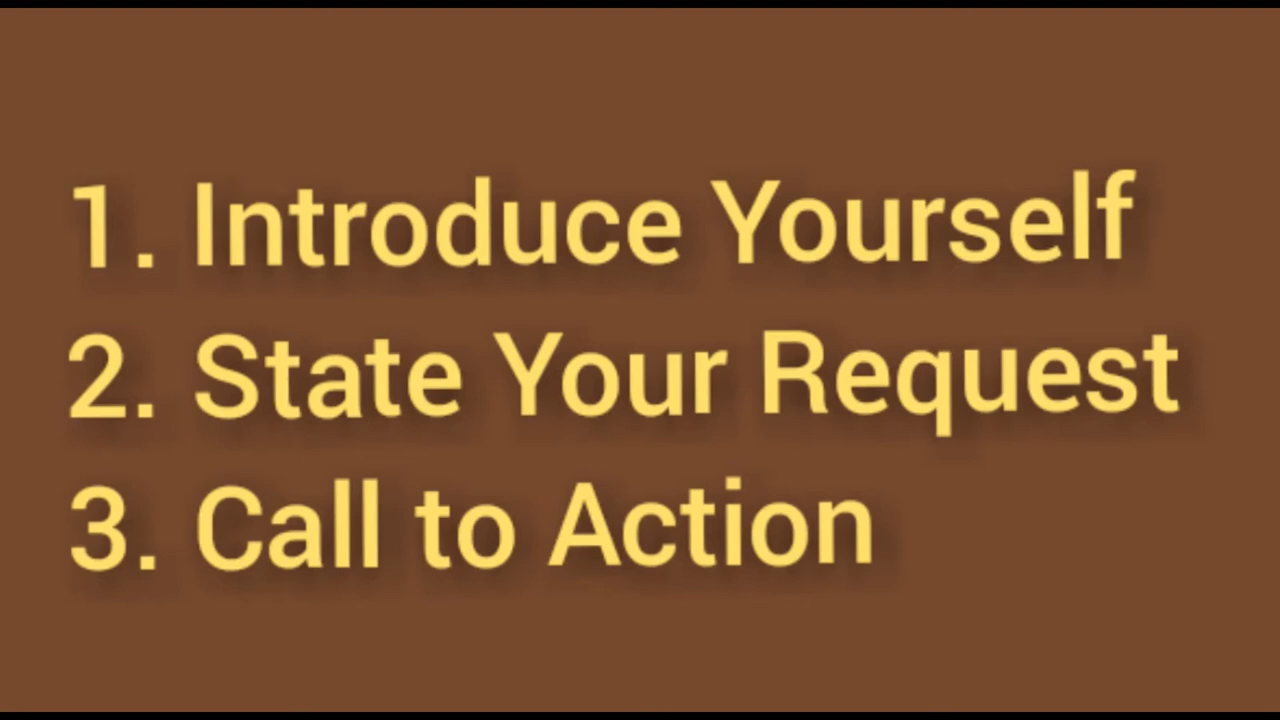 1. Introduce Yourself
2. State Your Request
3. Call to Action